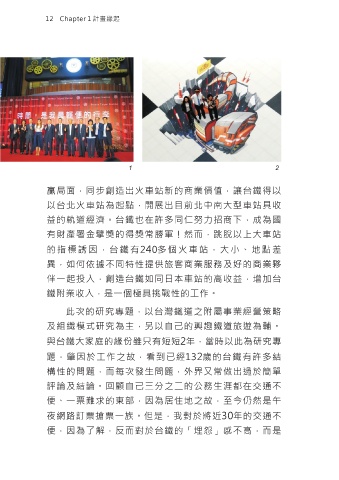 12 Chapter 1 計畫緣起
1
2
贏局面，同步創造出火車站新的商業價值，讓台鐵得以
以台北火車站為起點，開展出目前北中南大型車站具收
益的軌道經濟。台鐵也在許多同仁努力招商下，成為國
有財產署金擘獎的得獎常勝軍！然而，跳脫以上大車站
的指標誘因，台鐵有240多個火車站，大小、地點差
異，如何依據不同特性提供旅客商業服務及好的商業夥
伴一起投入，創造台鐵如同日本車站的高收益，增加台
鐵附業收入，是一個極具挑戰性的工作。
此次的研究專題，以台灣鐵道之附屬事業經營策略
及組織模式研究為主，另以自己的興趣鐵道旅遊為輔。
與台鐵大家庭的緣份雖只有短短2年，當時以此為研究專
題，肇因於工作之故，看到已經132歲的台鐵有許多結
構性的問題，而每次發生問題，外界又常做出過於簡單
評論及結論。回顧自己三分之二的公務生涯都在交通不
便、一票難求的東部，因為居住地之故，至今仍然是午
夜網路訂票搶票一族。但是，我對於將近30年的交通不
便，因為了解，反而對於台鐵的「埋怨」感不高，而是